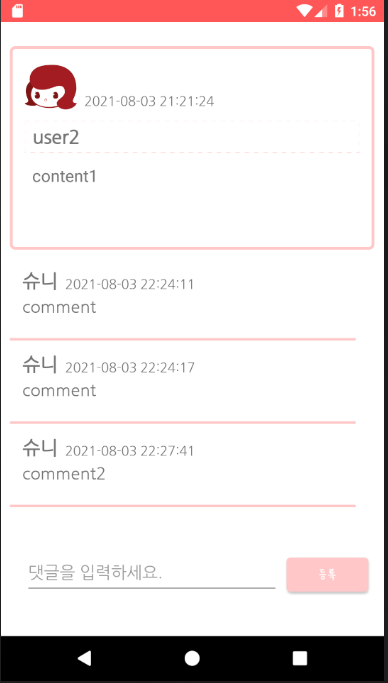 1:56
2021-08-03 21:21:24
user2
content1
슈니 2021-08-03 22:24:11
comment
슈니 2021-08-03 22:24:17
comment
슈니 2021-08-03 22:27:41
comment2
댓글을 입력하세요.
등록